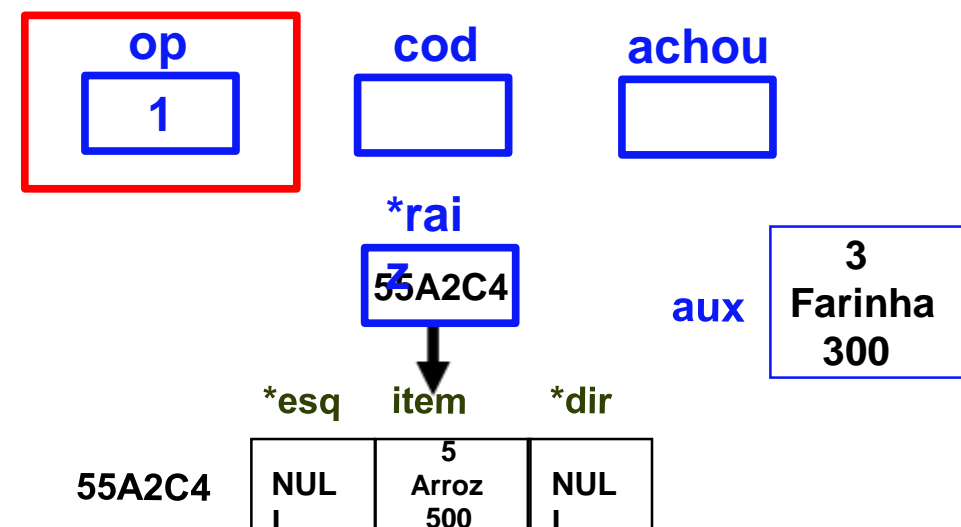 op cod achou
1
*rai
z
55A2C4
aux
3
Farinha
300
*esq item *dir
55A2C4
NUL
L
5
Arroz
500
NUL
L